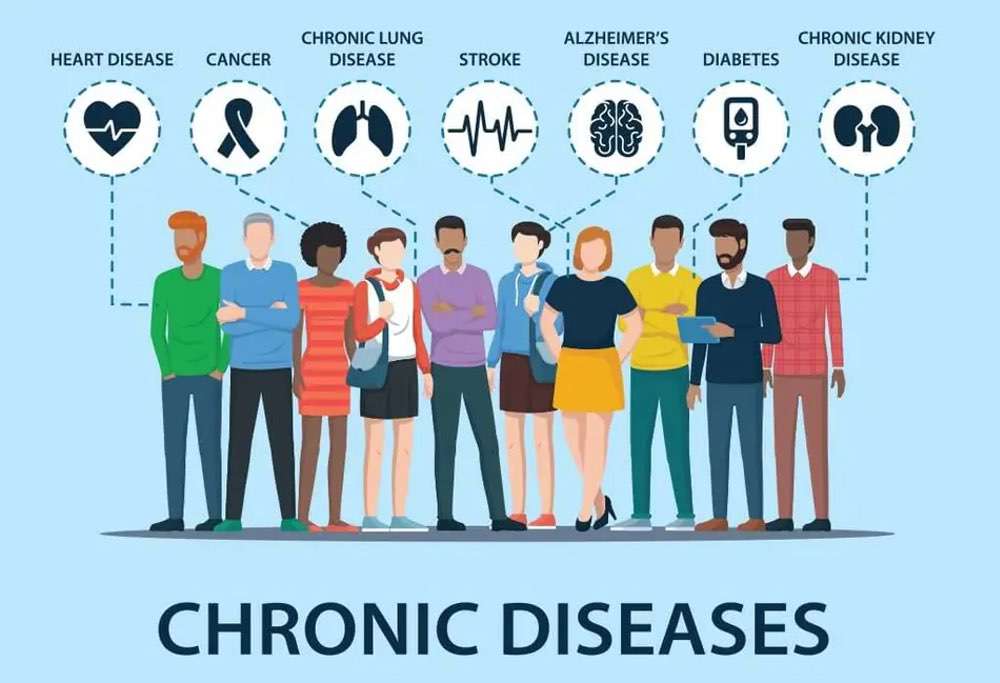 HEART DISEASE
CANCER
CHRONIC LUNG
DISEASE
STROKE
ALZHEIMER'S
DISEASE
DIABETES
CHRONIC KIDNEY
DISEASE
CHRONIC DISEASES